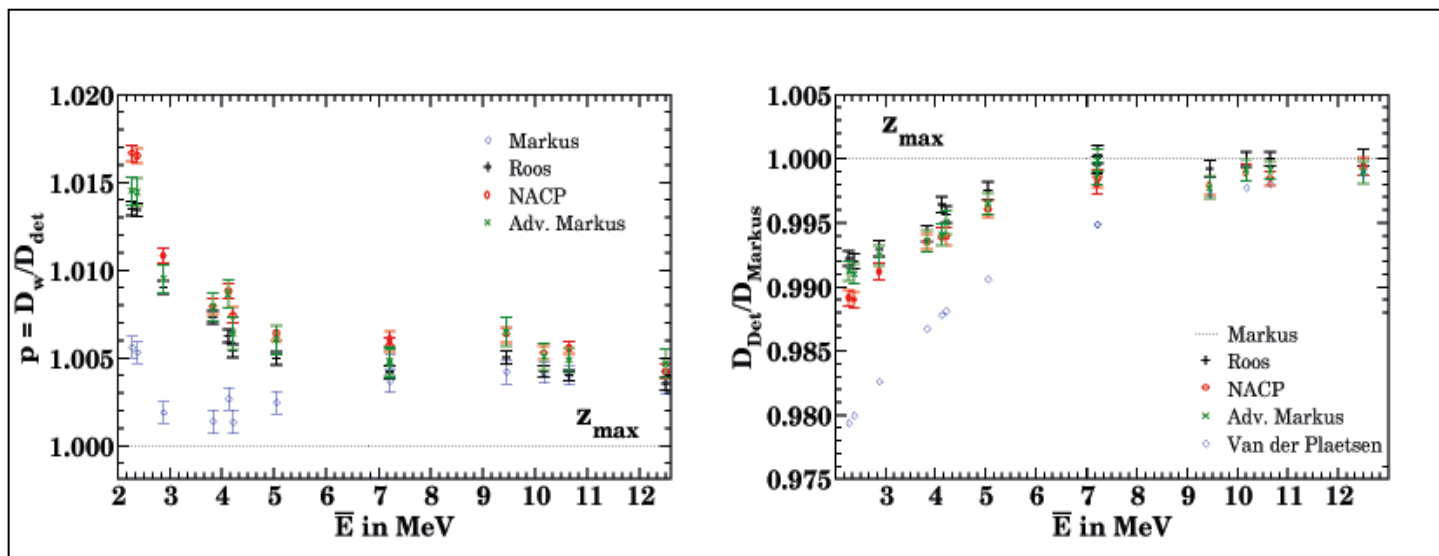 1.020
1.015
1.010
1.005
1.000
p = D_w/D_det
Markus
Roos
NACP
Adv. Markus
z_max
2 3 4 5 6 7 8 9 10 11 12
E̅ in MeV
1.005
1.000
0.995
0.990
0.985
0.980
0.975
D_Det/D_Markus
z_max
Markus
Roos
NACP
Adv. Markus
Van der Plaetsen
3 4 5 6 7 8 9 10 11 12
E̅ in MeV